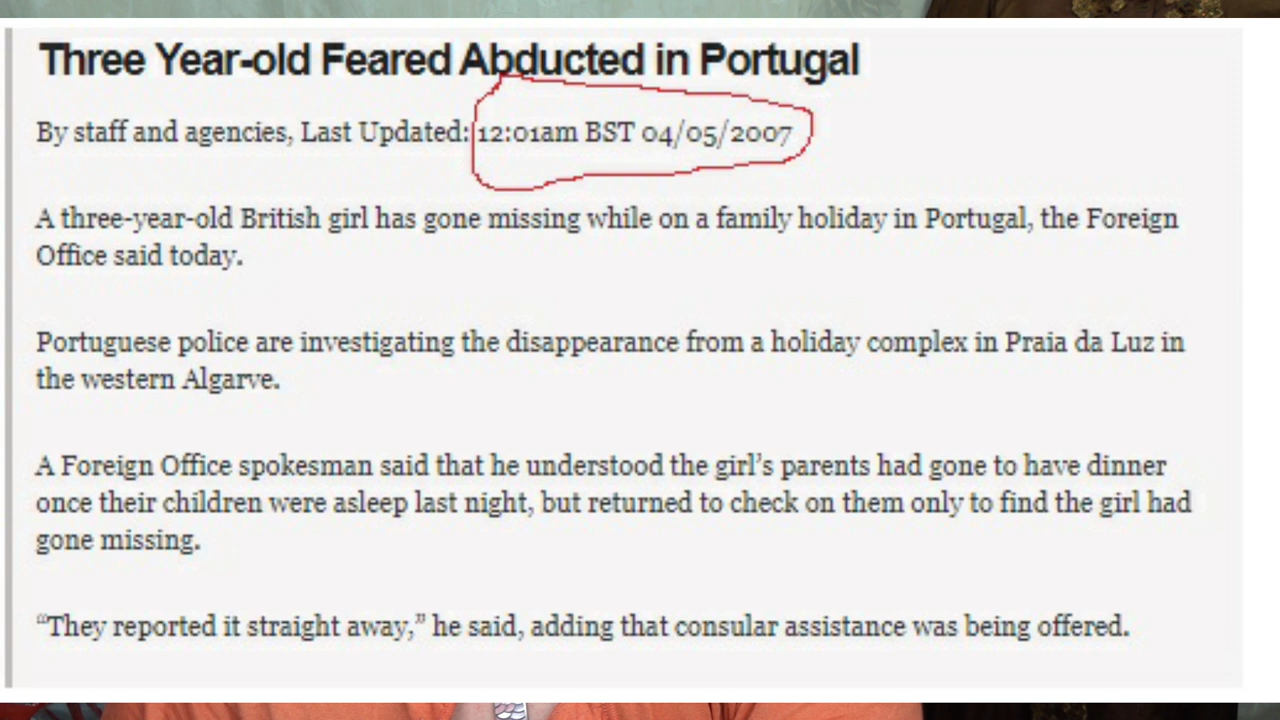 Three Year-old Feared Abducted in Portugal
By staff and agencies, Last Updated: 12:01am BST 04/05/2007
A three-year-old British girl has gone missing while on a family holiday in Portugal, the Foreign
Office said today.
Portuguese police are investigating the disappearance from a holiday complex in Praia da Luz in
the western Algarve.
A Foreign Office spokesman said that he understood the girl’s parents had gone to have dinner
once their children were asleep last night, but returned to check on them only to find the girl had
gone missing.
“They reported it straight away,” he said, adding that consular assistance was being offered.